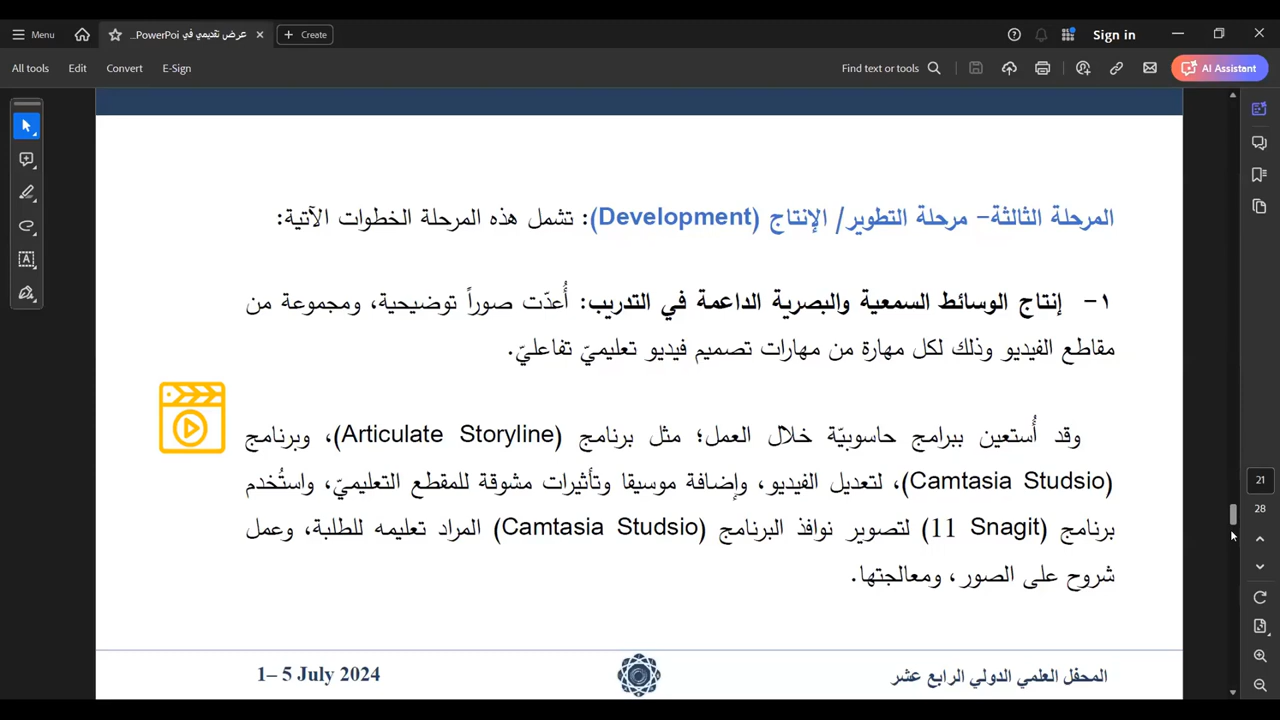 Menu
عرض تقديمي في PowerPoi...
Create
Sign in
All tools
Edit
Convert
E-Sign
Find text or tools
AI Assistant
المرحلة الثالثة- مرحلة التطوير/ الإنتاج (Development): تشمل هذه المرحلة الخطوات الآتية:
١- إنتاج الوسائط السمعية والبصرية الداعمة في التدريب: أُعدّت صوراً توضيحية، ومجموعة من
مقاطع الفيديو وذلك لكل مهارة من مهارات تصميم فيديو تعليميّ تفاعليّ.
وقد أُستعين ببرامج حاسوبيّة خلال العمل؛ مثل برنامج (Articulate Storyline)، وبرنامج
(Camtasia Studsio)، لتعديل الفيديو، وإضافة موسيقا وتأثيرات مشوقة للمقطع التعليميّ، واستُخدم
برنامج (Snagit 11) لتصوير نوافذ البرنامج (Camtasia Studsio) المراد تعليمه للطلبة، وعمل
شروح على الصور، ومعالجتها.
21
28
المحفل العلمي الدولي الرابع عشر
1– 5 July 2024